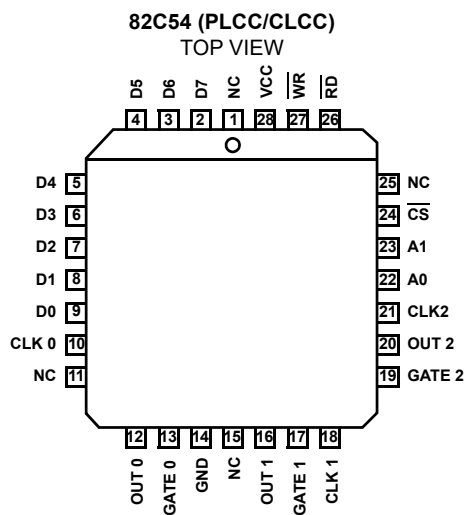 82C54 (PLCC/CLCC)
TOP VIEW
D5 D6 D7 NC VCC WR RD
4 3 2 1 28 27 26
D4 5 25 NC
D3 6 24 CS
D2 7 23 A1
D1 8 22 A0
D0 9 21 CLK2
CLK 0 10 20 OUT 2
NC 11 19 GATE 2
12 13 14 15 16 17 18
OUT 0 GATE 0 GND NC OUT 1 GATE 1 CLK 1